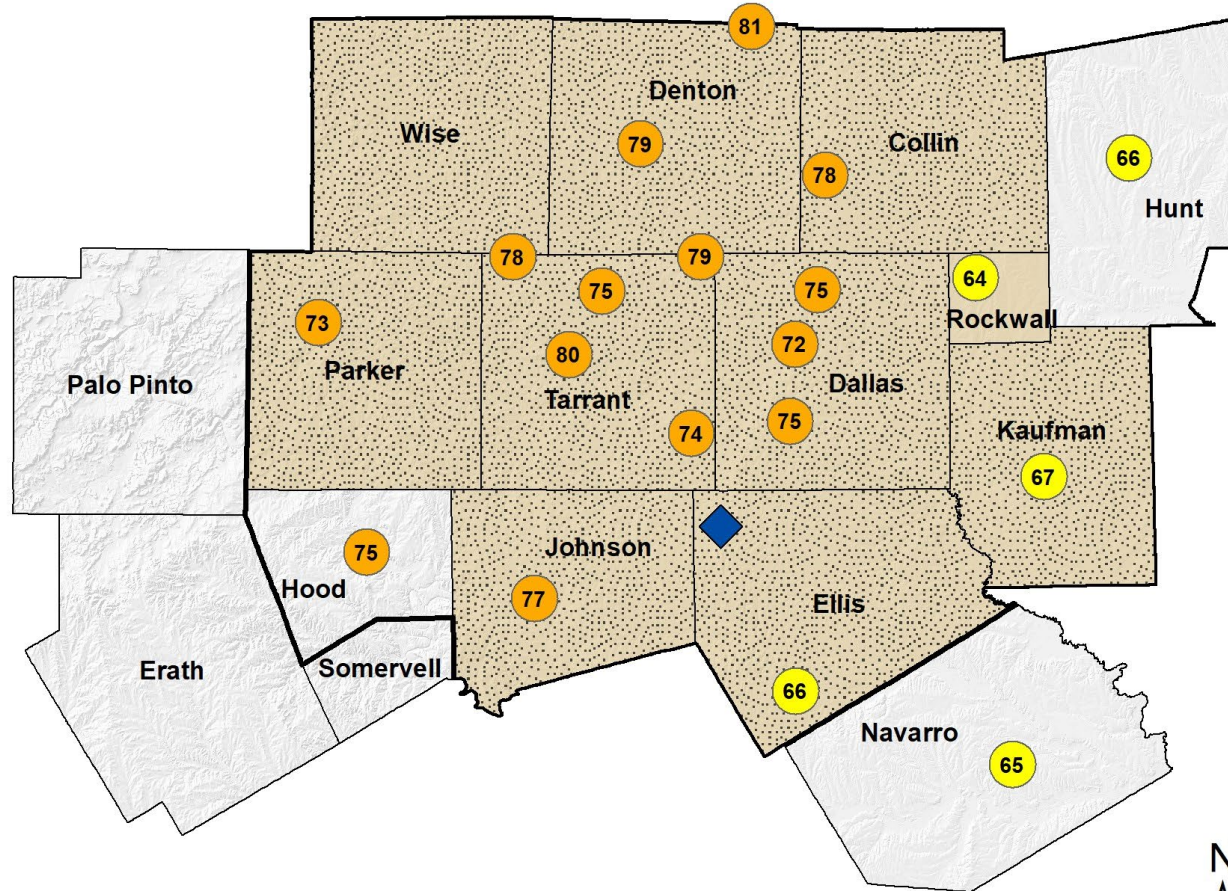 81
Denton
Wise
79
Collin
66
78
Hunt
78
79
75
75
64
Rockwall
73
72
80
Parker
Palo Pinto
Dallas
Tarrant
75
74
Kaufman
67
Johnson
75
Hood
77
Ellis
Erath
Somervell
66
Navarro
65
N